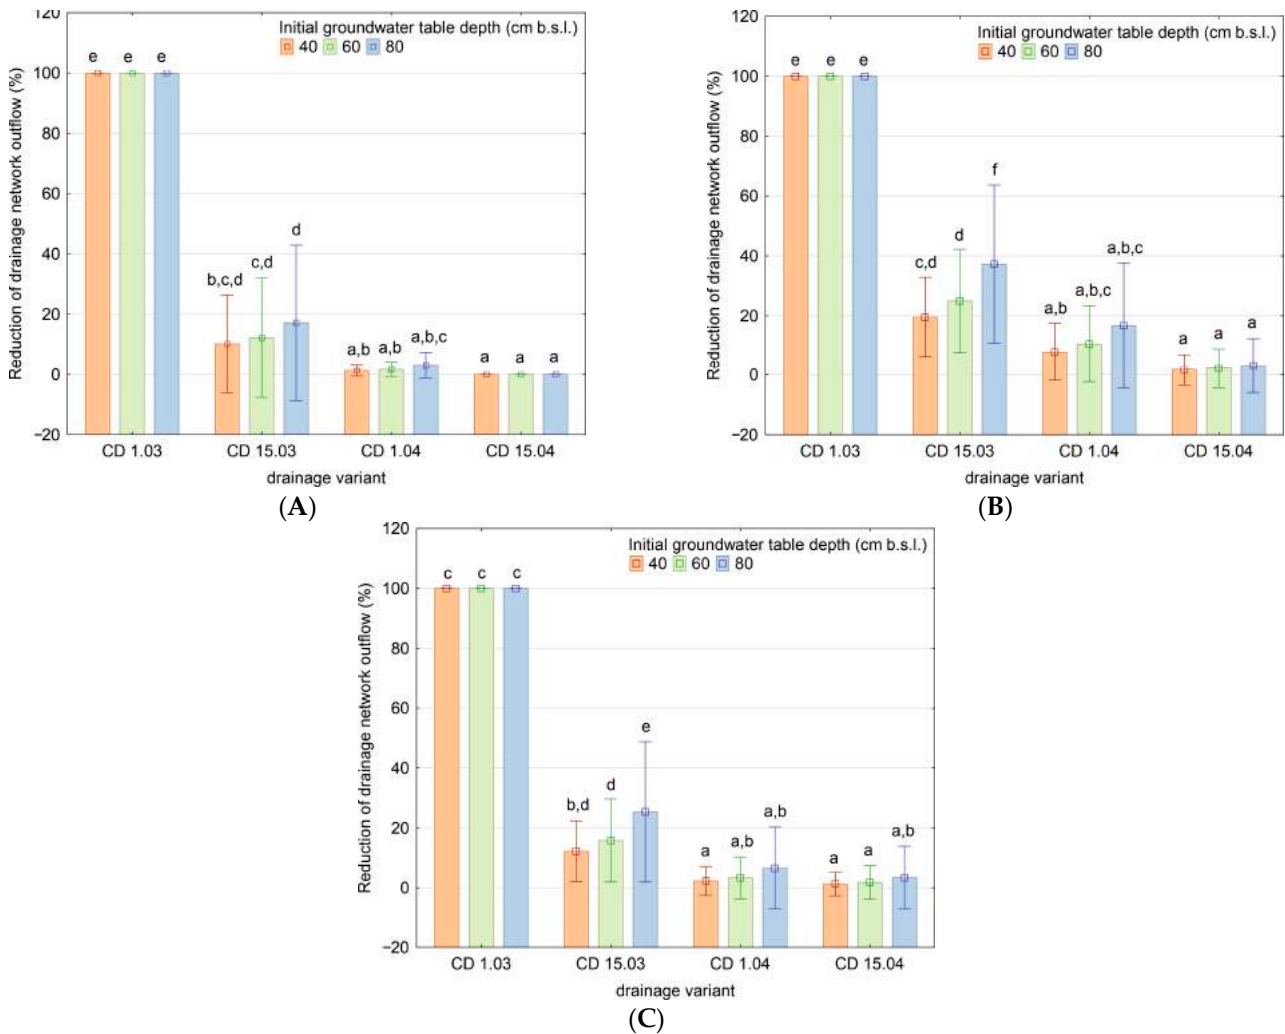 120
Initial groundwater table depth (cm b.s.l.)
40 60 80
e e e
100
80
60
40
20
0
−20
b,c,d c,d d
a,b a,b a,b,c
a a a
Reduction of drainage network outflow (%)
CD 1.03 CD 15.03 CD 1.04 CD 15.04
drainage variant
(A)
120
Initial groundwater table depth (cm b.s.l.)
40 60 80
e e e
100
80
60
40
20
0
−20
c,d d f
a,b a,b,c a,b,c
a a a
Reduction of drainage network outflow (%)
CD 1.03 CD 15.03 CD 1.04 CD 15.04
drainage variant
(B)
120
Initial groundwater table depth (cm b.s.l.)
40 60 80
c c c
100
80
60
40
20
0
−20
b,d d e
a a,b a,b
a a a,b
Reduction of drainage network outflow (%)
CD 1.03 CD 15.03 CD 1.04 CD 15.04
drainage variant
(C)